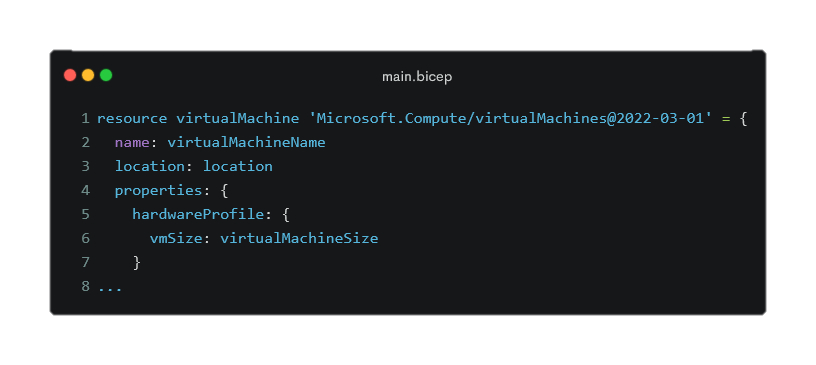 main.bicep
1 resource virtualMachine 'Microsoft.Compute/virtualMachines@2022-03-01' = {
2   name: virtualMachineName
3   location: location
4   properties: {
5     hardwareProfile: {
6       vmSize: virtualMachineSize
7     }
8 ...